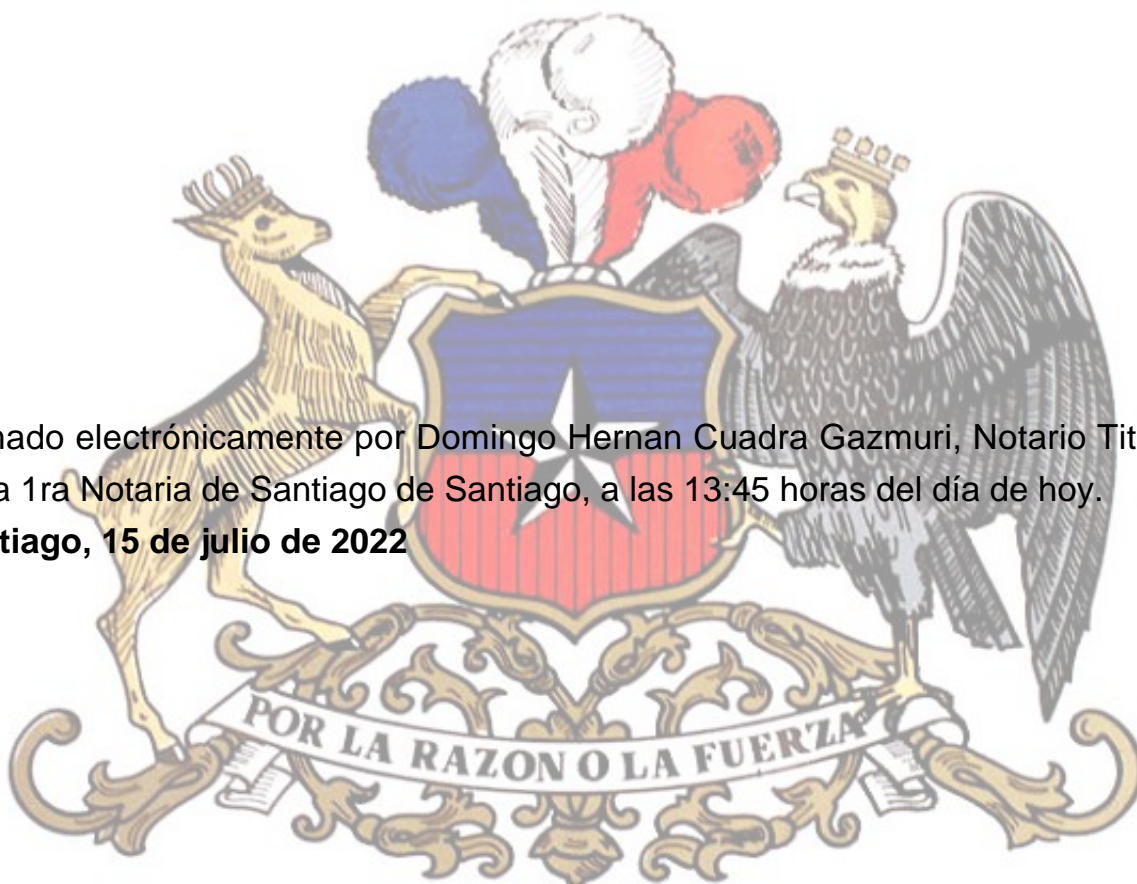 nado electrónicamente por Domingo Hernan Cuadra Gazmuri, Notario Tit
a 1ra Notaria de Santiago de Santiago, a las 13:45 horas del día de hoy.
tiago, 15 de julio de 2022
POR LA RAZON O LA FUERZA